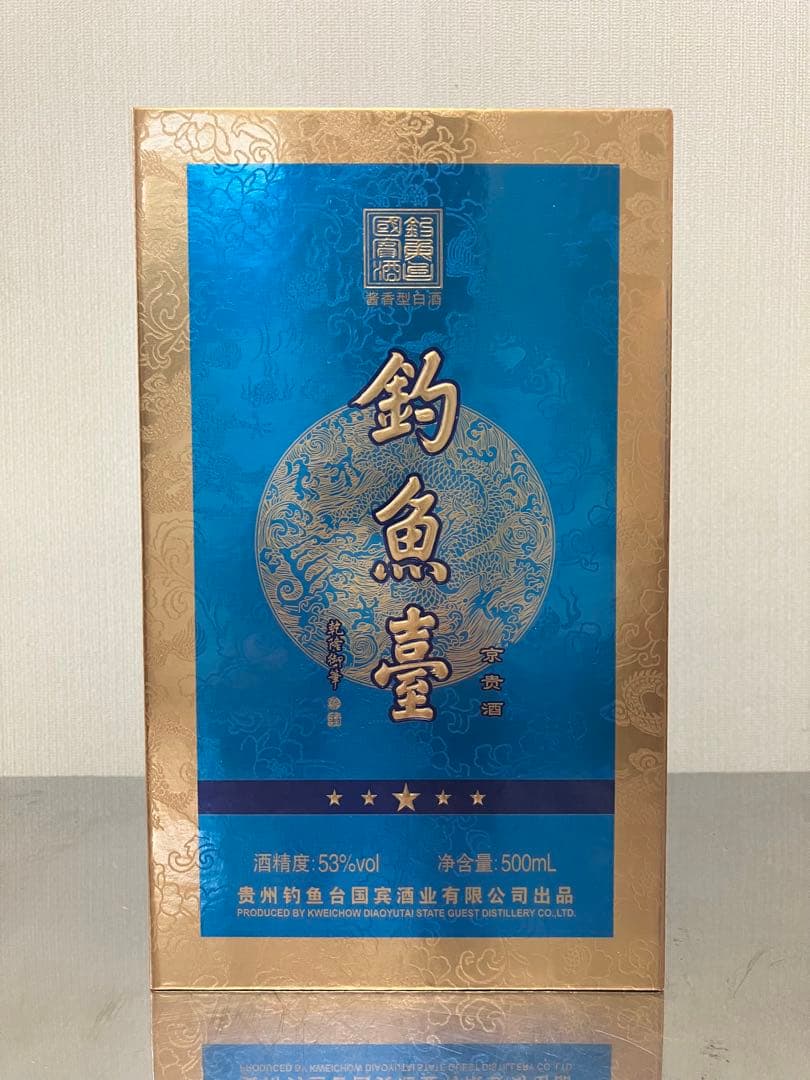 釣魚臺
國賓酒
酱香型白酒
釣魚臺
乾隆御筆
京贵酒
酒精度:53%vol 净含量:500mL
贵州钓鱼台国宾酒业有限公司出品
PRODUCED BY KWEICHOW DIAOYUTAI STATE GUEST DISTILLERY CO.,LTD.